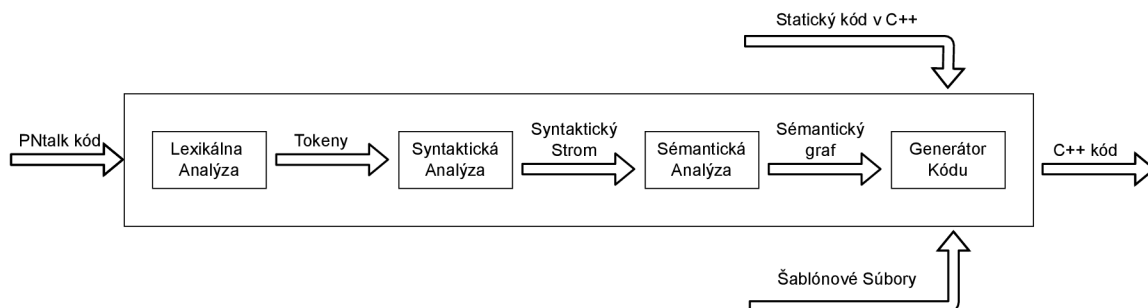 Statický kód v C++
PNtalk kód
Lexikálna
Analýza
Tokeny
Syntaktická
Analýza
Syntaktický
Strom
Sémantická
Analýza
Sémantický
graf
Generátor
Kódu
C++ kód
Šablónové Súbory